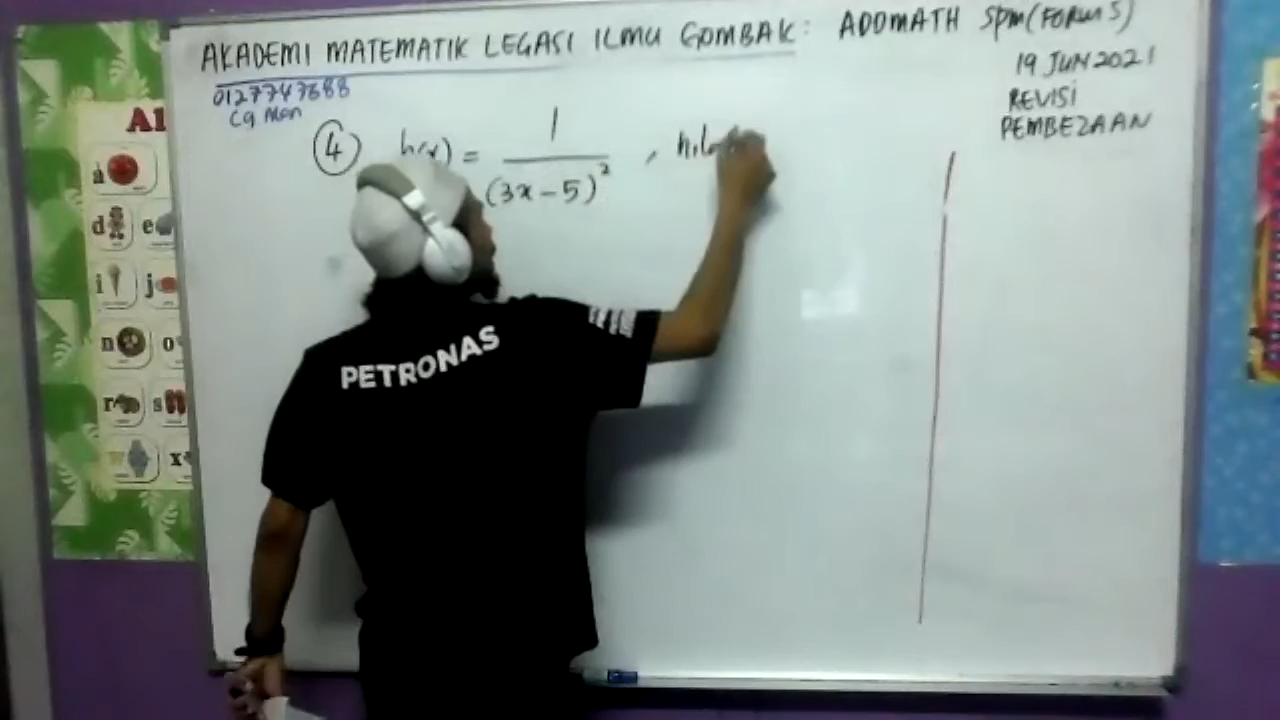 AKADEMI MATEMATIK LEGASI ILMU GOMBAK: ADDMATH SPM (FORM 5)
0127747688
Cg Man
19 JUN 2021
REVISI
PEMBEZAAN
④ h(x) = 1 / (3x - 5)² ,
PETRONAS
A1
a
d e
i j
n o
r s
w x